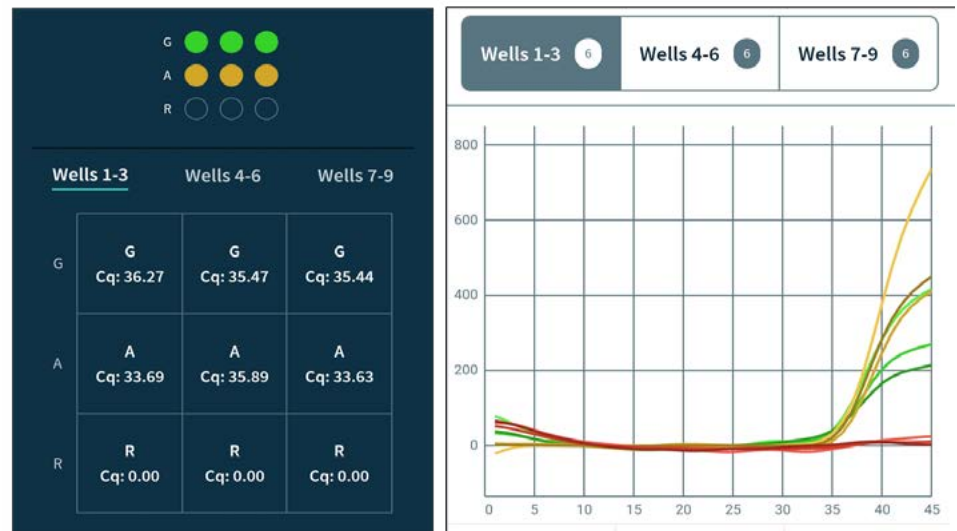 G
A
R
Wells 1-3 Wells 4-6 Wells 7-9
G
G G G
Cq: 36.27 Cq: 35.47 Cq: 35.44
A
A A A
Cq: 33.69 Cq: 35.89 Cq: 33.63
R
R R R
Cq: 0.00 Cq: 0.00 Cq: 0.00
Wells 1-3 6 Wells 4-6 6 Wells 7-9 6
800
600
400
200
0
0 5 10 15 20 25 30 35 40 45